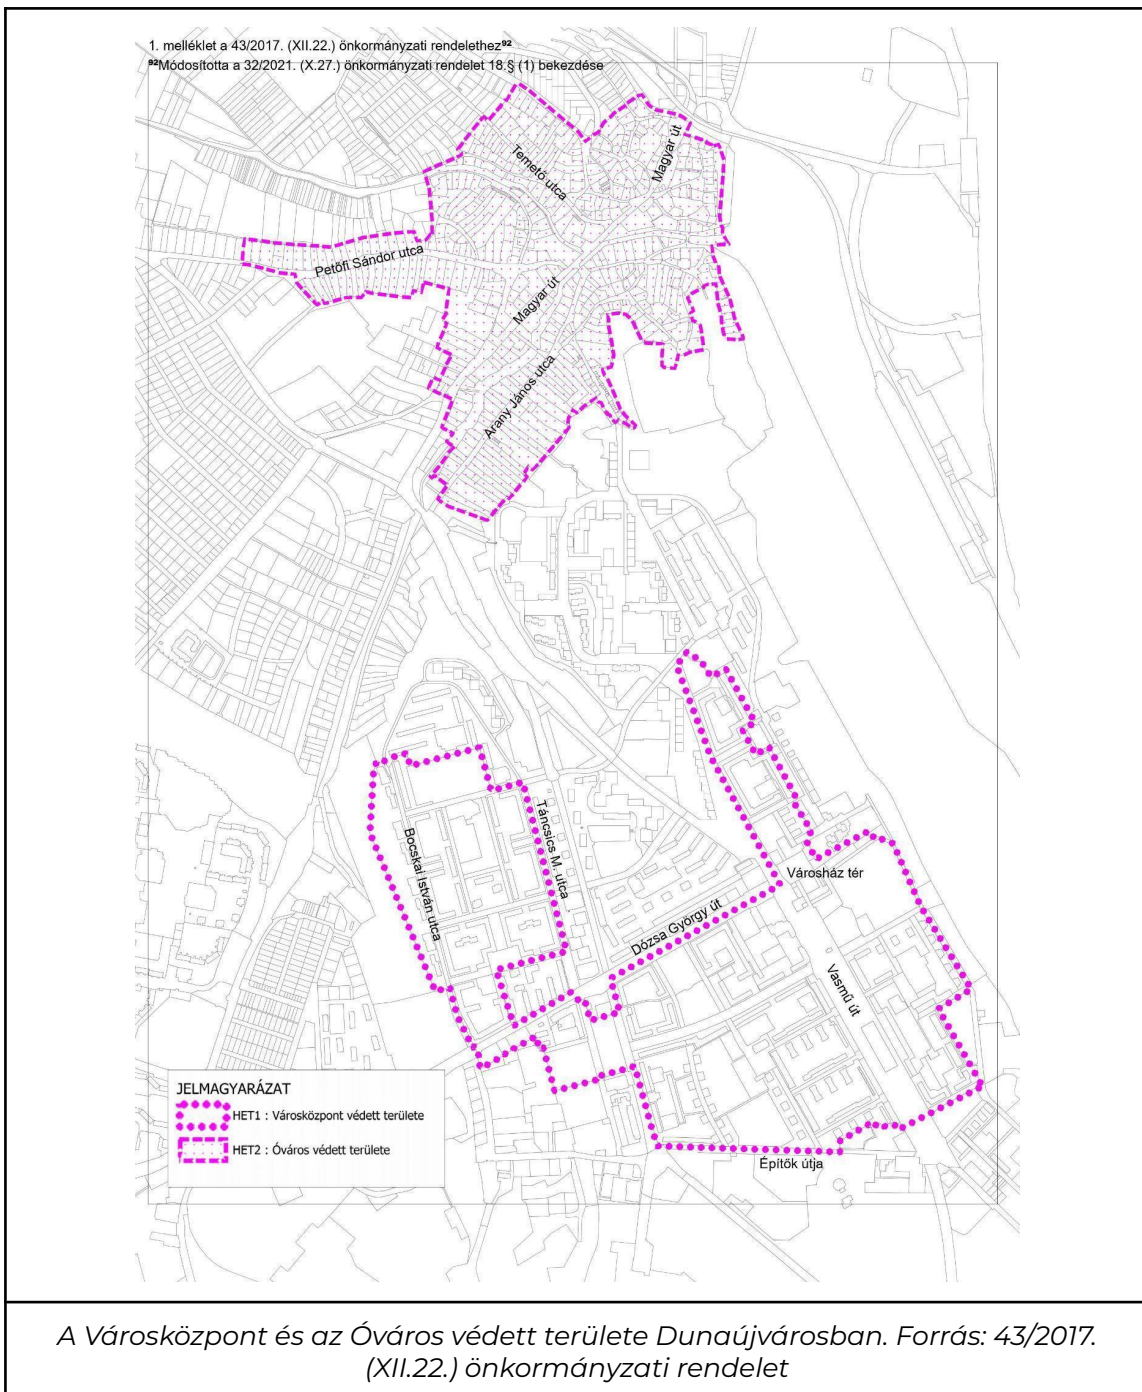 1. melléklet a 43/2017. (XII.22.) önkormányzati rendelethez⁹²
⁹²Módosította a 32/2021. (X.27.) önkormányzati rendelet 18.§ (1) bekezdése
Temető utca
Magyar út
Petőfi Sándor utca
Magyar út
Arany János utca
Bocskai István utca
Táncsics M. utca
Városház tér
Dózsa György út
Vasmű út
Építők útja
JELMAGYARÁZAT
HET1 : Városközpont védett területe
HET2 : Óváros védett területe
A Városközpont és az Óváros védett területe Dunaújvárosban. Forrás: 43/2017.
(XII.22.) önkormányzati rendelet